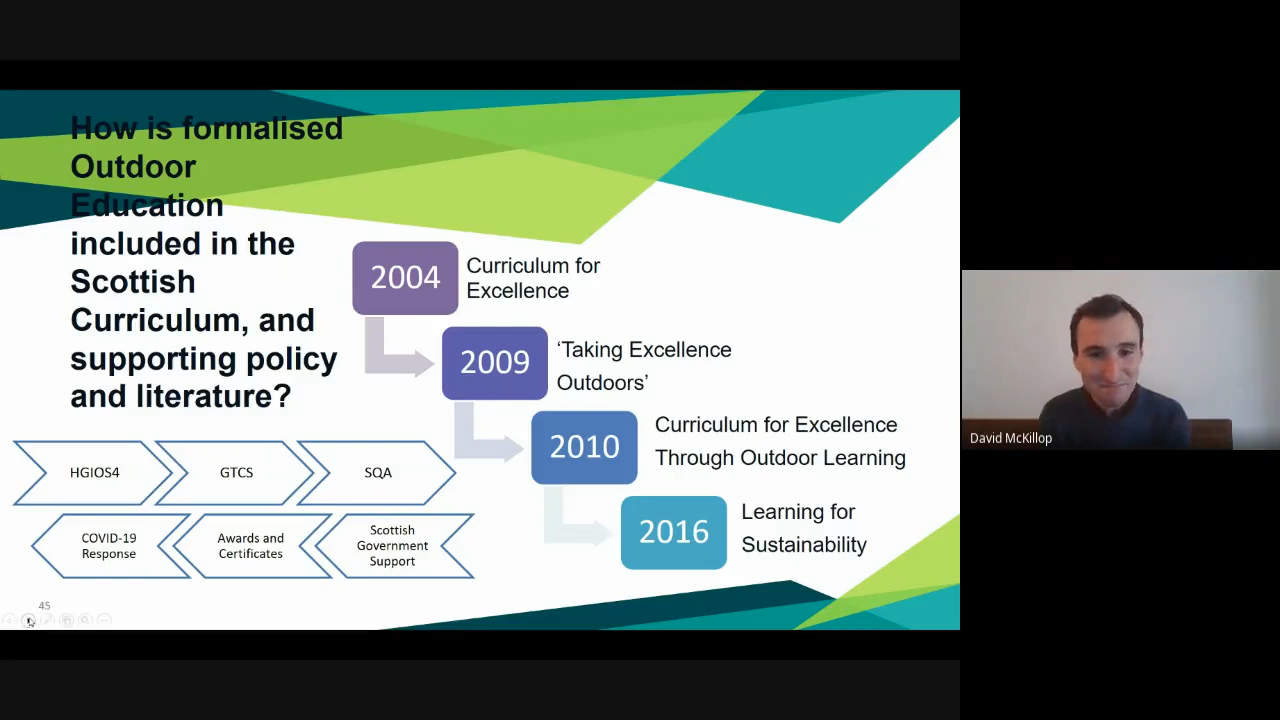 How is formalised
Outdoor
Education
included in the
Scottish
Curriculum, and
supporting policy
and literature?
2004
Curriculum for
Excellence
2009
‘Taking Excellence
Outdoors’
2010
Curriculum for Excellence
Through Outdoor Learning
2016
Learning for
Sustainability
HGIOS4
GTCS
SQA
COVID-19
Response
Awards and
Certificates
Scottish
Government
Support
45
David McKillop